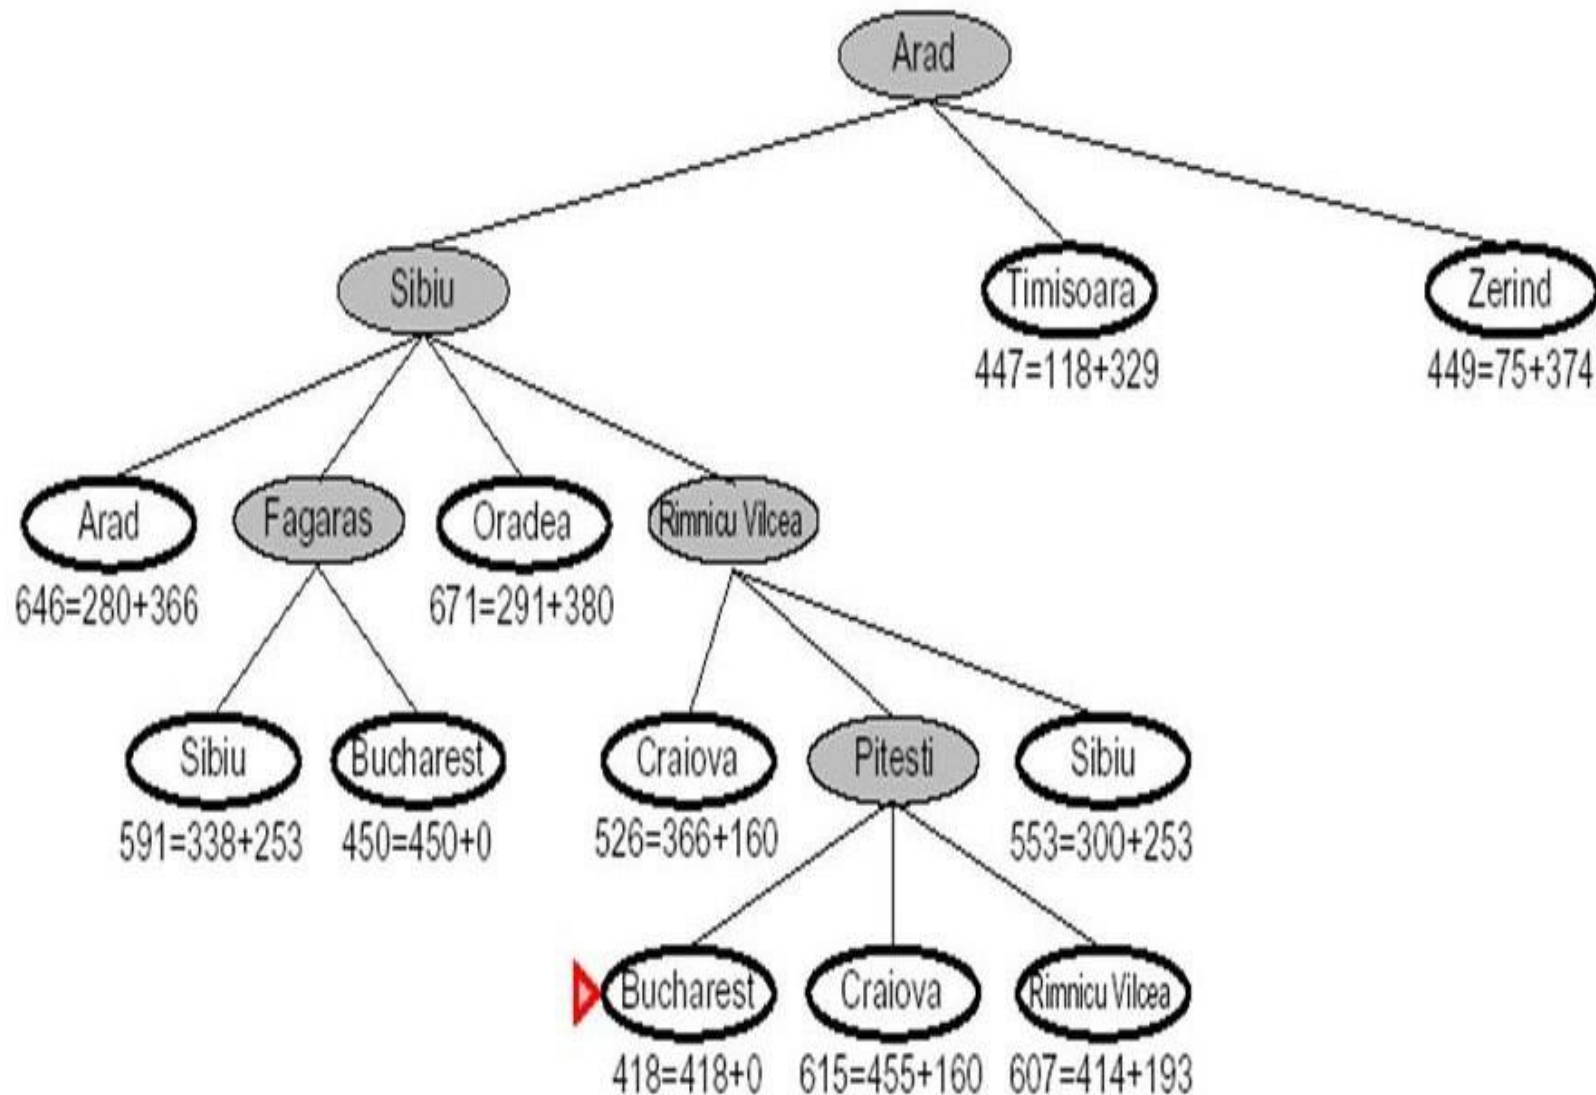 Arad
Sibiu
Timisoara
Zerind
447=118+329
449=75+374
Arad
Fagaras
Oradea
Rimnicu Vilcea
646=280+366
671=291+380
Sibiu
Bucharest
Craiova
Pitesti
Sibiu
591=338+253
450=450+0
526=366+160
553=300+253
Bucharest
Craiova
Rimnicu Vilcea
418=418+0
615=455+160
607=414+193